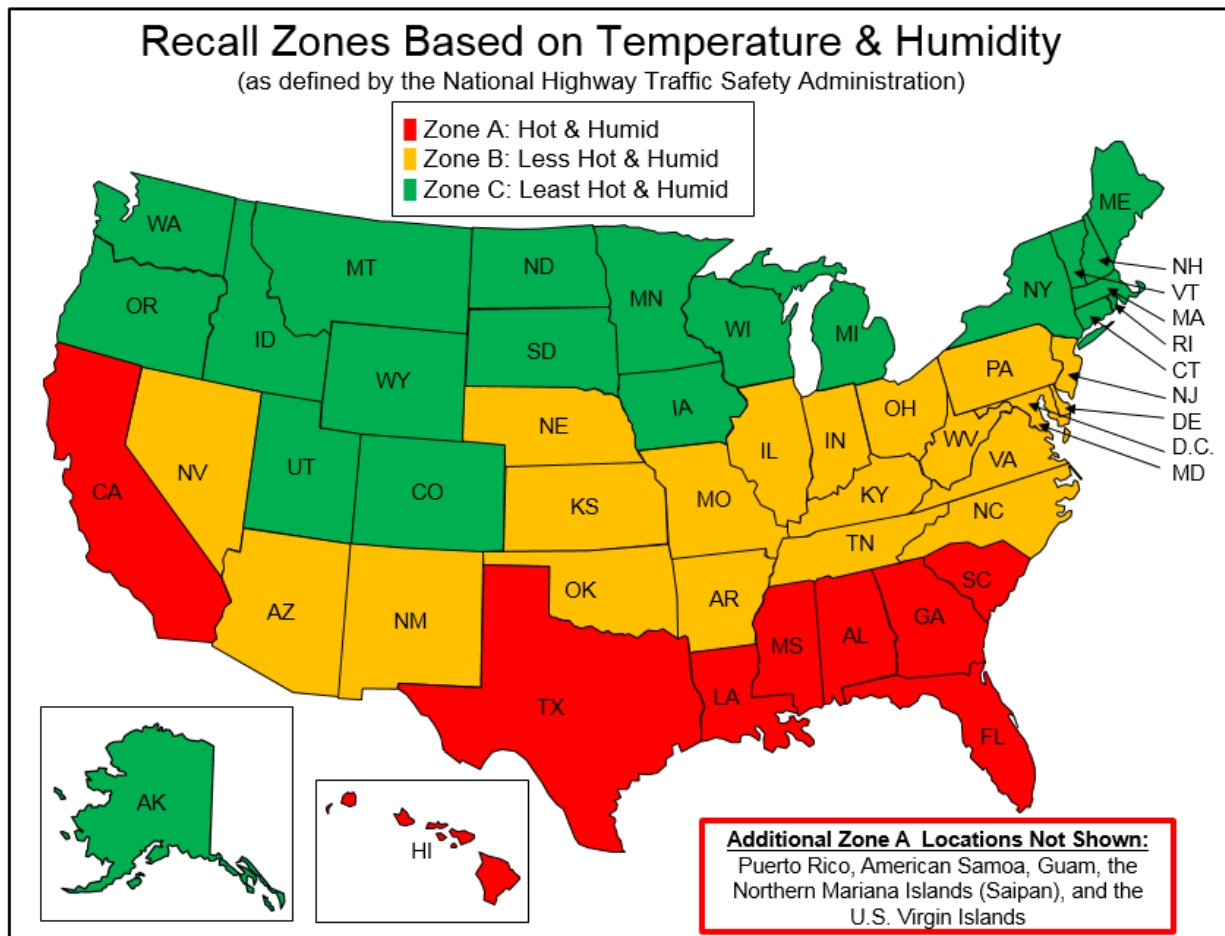 Recall Zones Based on Temperature & Humidity
(as defined by the National Highway Traffic Safety Administration)
Zone A: Hot & Humid
Zone B: Less Hot & Humid
Zone C: Least Hot & Humid
WA
OR
ID
MT
WY
ND
SD
MN
WI
MI
IA
NY
ME
NH
VT
MA
RI
CT
NJ
DE
D.C.
MD
CA
NV
UT
CO
AZ
NM
NE
KS
OK
MO
AR
IL
IN
OH
PA
WV
VA
KY
TN
NC
SC
GA
AL
MS
LA
TX
FL
AK
HI
Additional Zone A Locations Not Shown:
Puerto Rico, American Samoa, Guam, the
Northern Mariana Islands (Saipan), and the
U.S. Virgin Islands